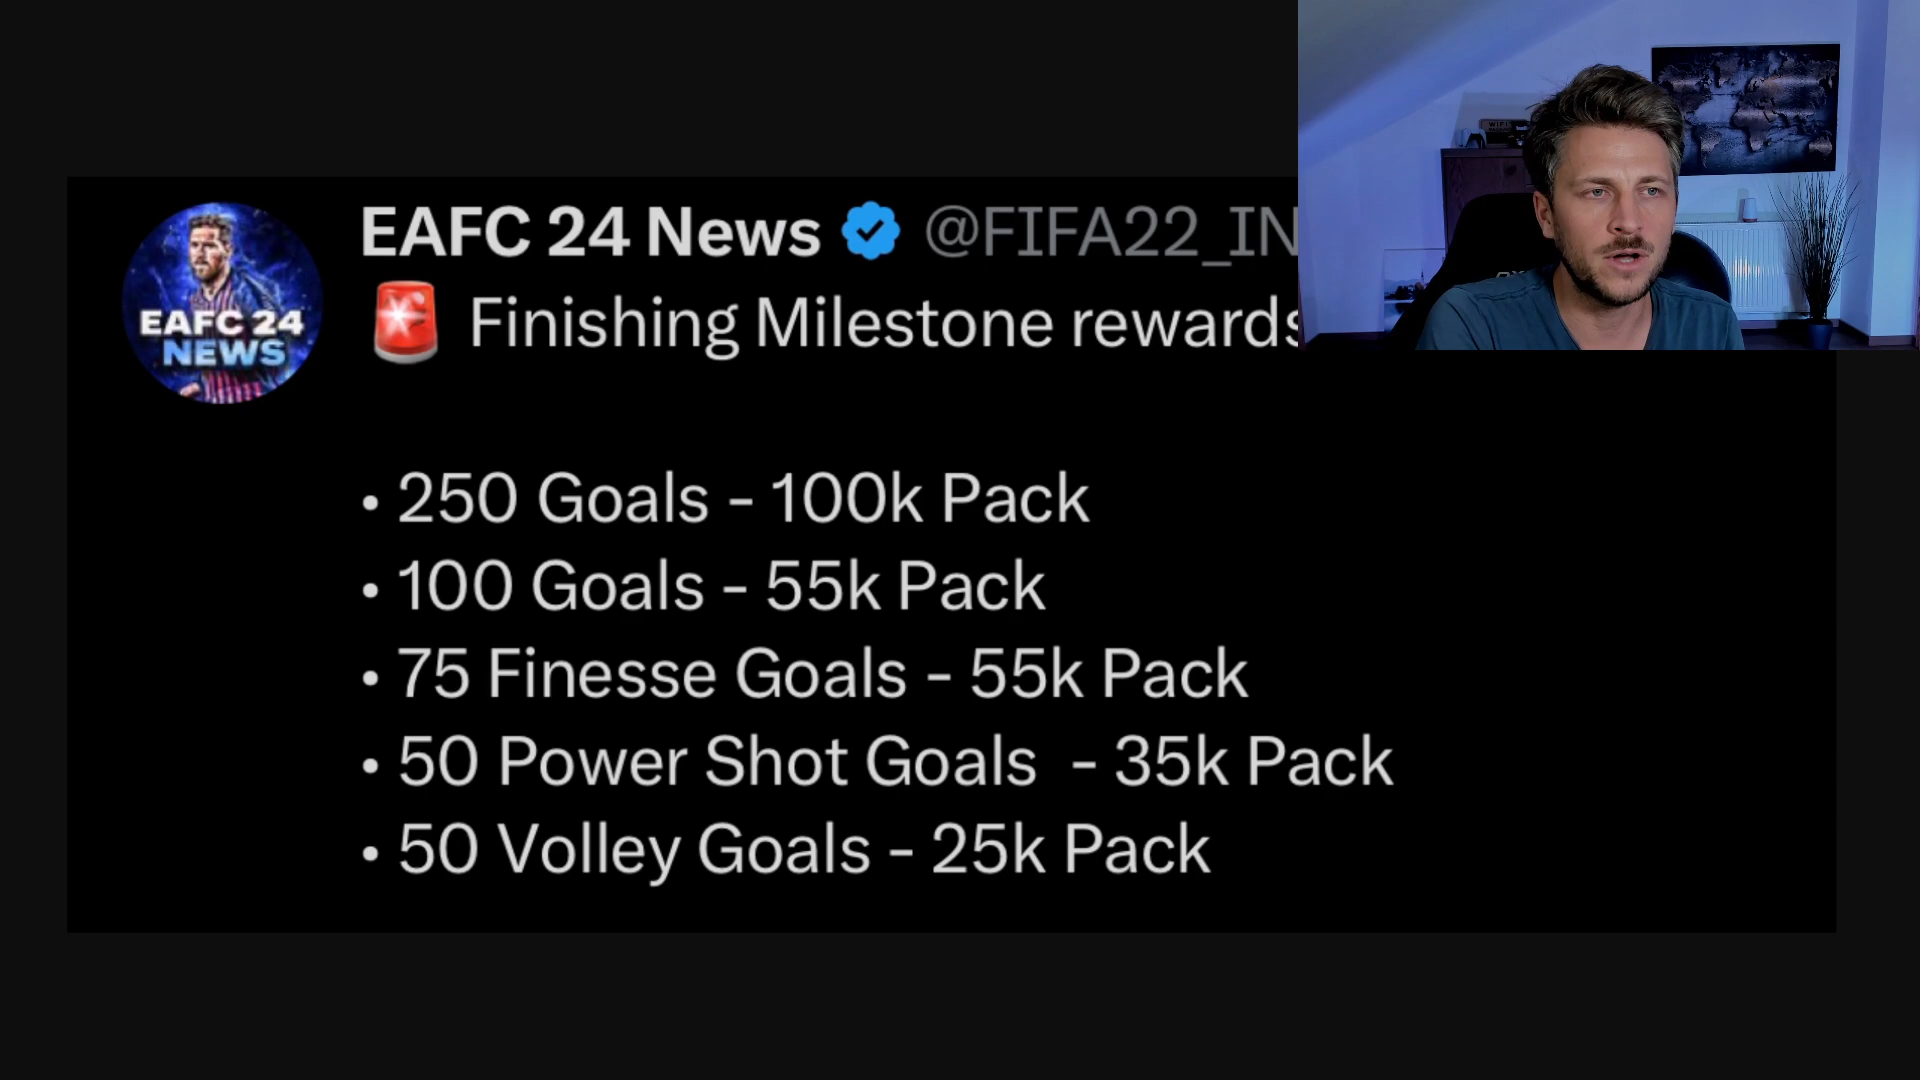 EAFC 24 News @FIFA22_IN
Finishing Milestone rewards
EAFC 24
NEWS
• 250 Goals - 100k Pack
• 100 Goals - 55k Pack
• 75 Finesse Goals - 55k Pack
• 50 Power Shot Goals - 35k Pack
• 50 Volley Goals - 25k Pack